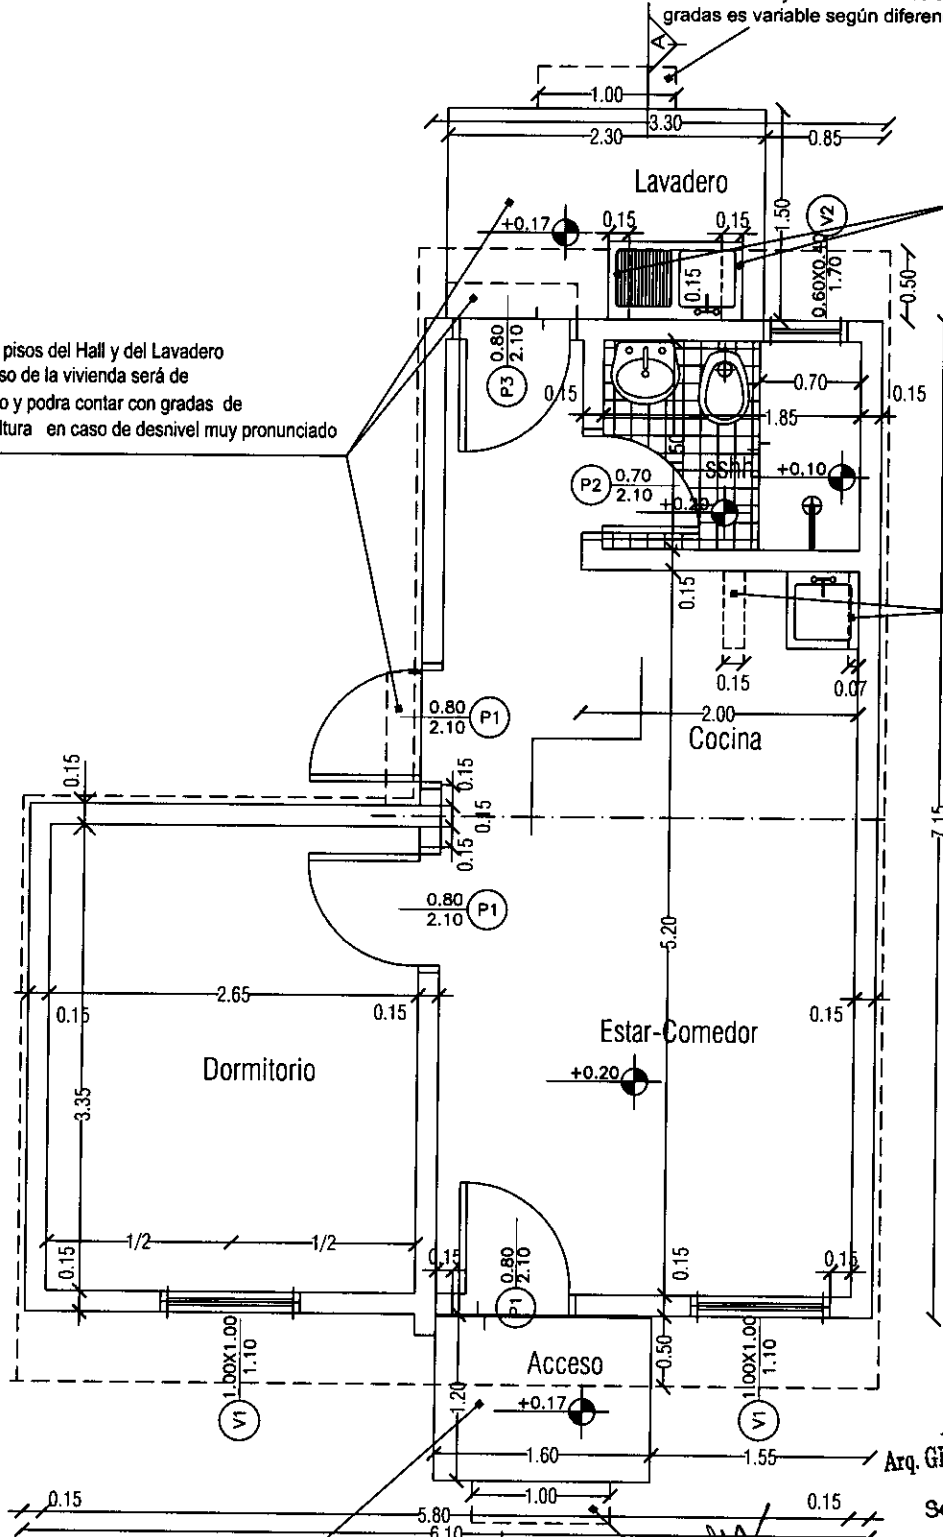 gradas es variable según diferen
A
1.00
3.30
2.30
0.85
Lavadero
+0.17
0.15
0.15
1.50
V2
0.60X0.40
1.70
0.50
0.15
pisos del Hall y del Lavadero
so de la vivienda será de
o y podra contar con gradas de
ltura en caso de desnivel muy pronunciado
0.80
2.10
P3
0.15
0.70
1.85
0.15
50
sshh
+0.10
P2
0.70
2.10
+0.20
0.15
0.15
0.07
0.80
2.10
P1
2.00
Cocina
0.15
0.15
0.15
0.15
7.15
0.80
2.10
P1
5.20
2.65
0.15
0.15
0.15
Estar-Comedor
Dormitorio
+0.20
3.35
1/2
1/2
0.15
0.15
0.80
2.10
P1
0.15
0.15
1.00X1.00
1.10
V1
Acceso
0.50
1.20
+0.17
1.00X1.00
1.10
V1
1.60
1.55
Arq. GI
1.00
0.15
5.80
0.15
6.10